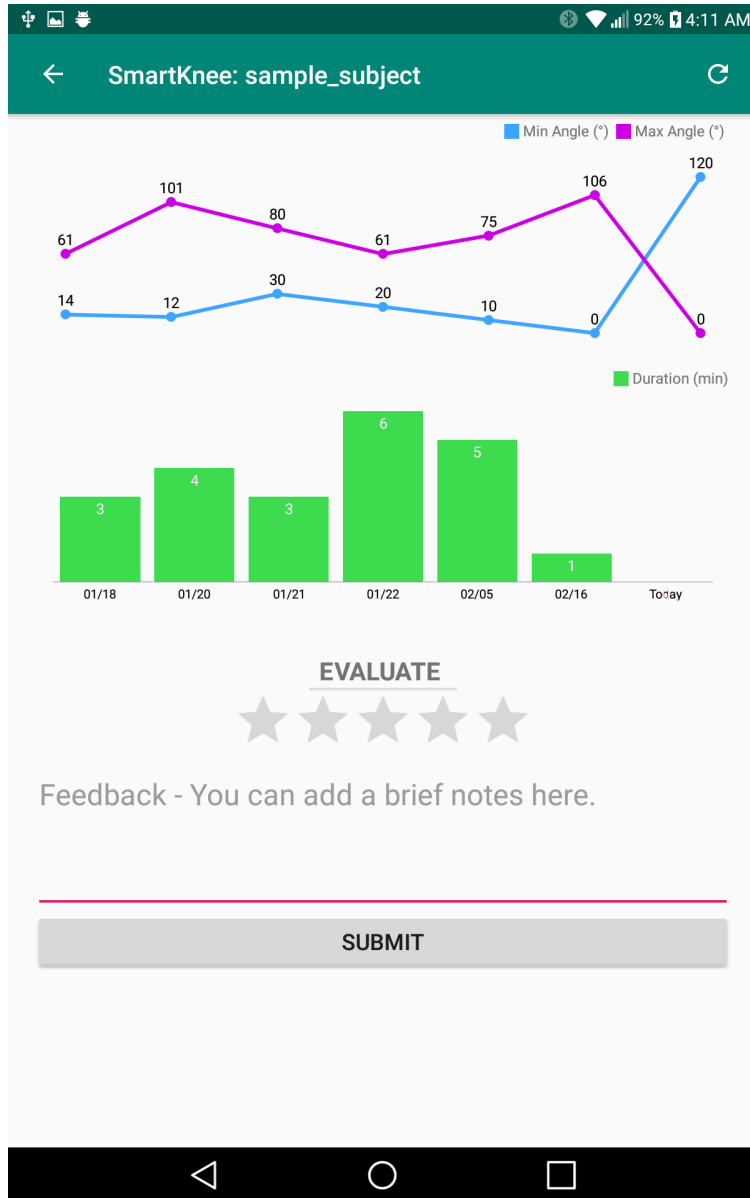 92% 4:11 AM
SmartKnee: sample_subject
Min Angle (°) Max Angle (°)
120
101 106
80
75
61 61
30
20
14 12 10
0 0
Duration (min)
6
5
4
3 3
1
01/18 01/20 01/21 01/22 02/05 02/16 Today
EVALUATE
Feedback - You can add a brief notes here.
SUBMIT